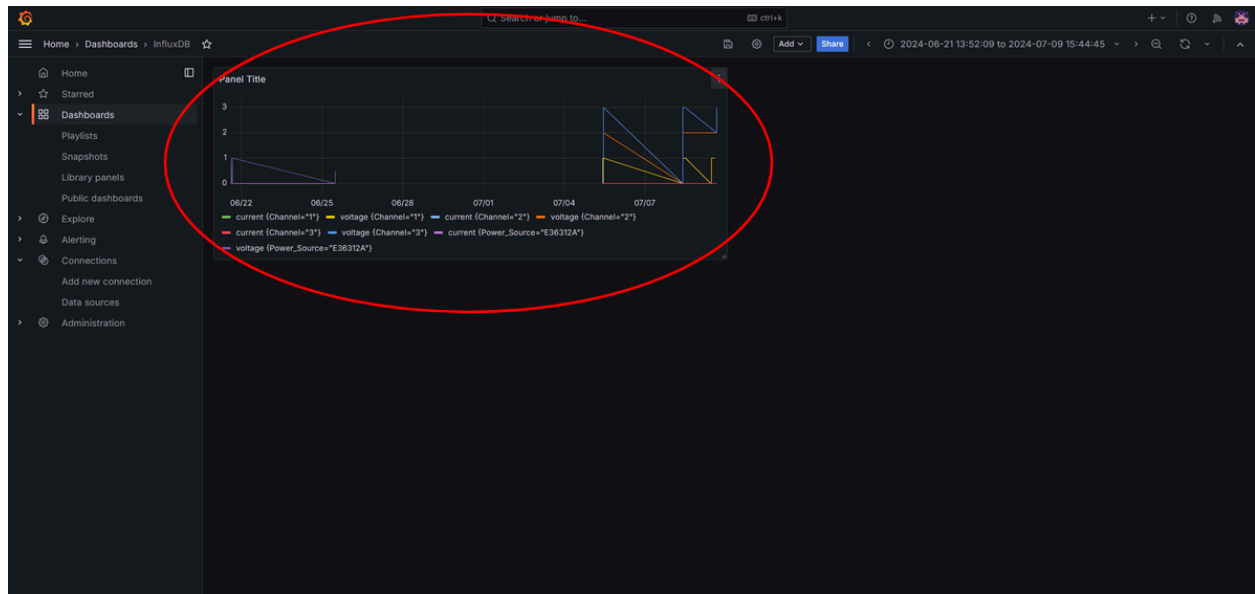 Search or jump to...
ctrl+k
Home › Dashboards › InfluxDB
Add
Share
2024-06-21 13:52:09 to 2024-07-09 15:44:45
Home
Starred
Dashboards
Playlists
Snapshots
Library panels
Public dashboards
Explore
Alerting
Connections
Add new connection
Data sources
Administration
Panel Title
3
2
1
0
06/22 06/25 06/28 07/01 07/04 07/07
current {Channel="1"} voltage {Channel="1"} current {Channel="2"} voltage {Channel="2"}
current {Channel="3"} voltage {Channel="3"} current {Power_Source="E36312A"}
voltage {Power_Source="E36312A"}